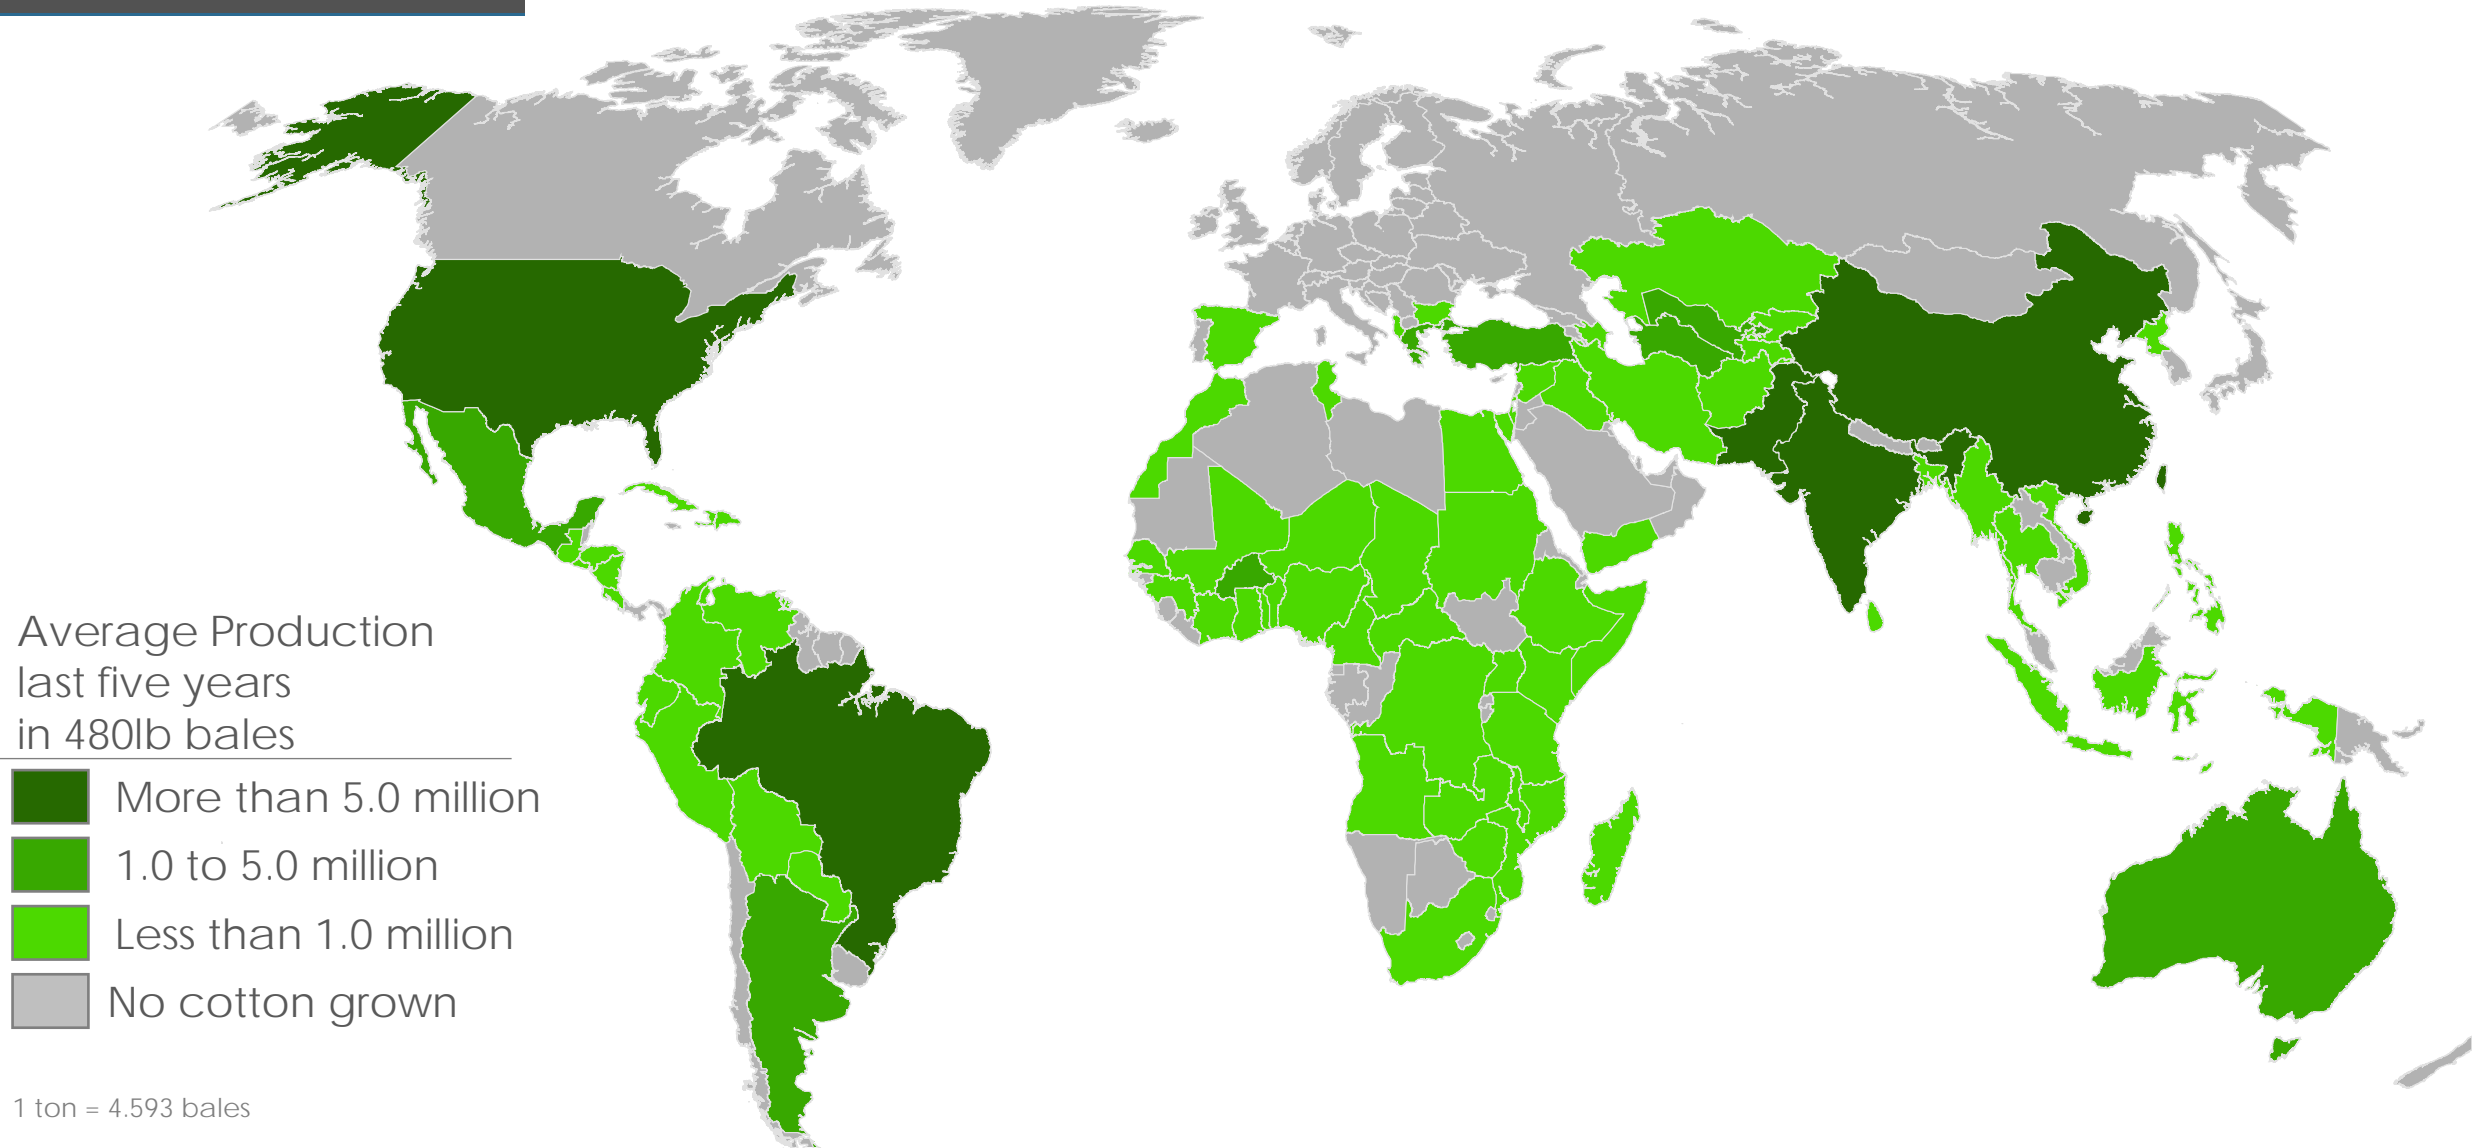 Average Production
last five years
in 480lb bales
More than 5.0 million
1.0 to 5.0 million
Less than 1.0 million
No cotton grown
1 ton = 4.593 bales